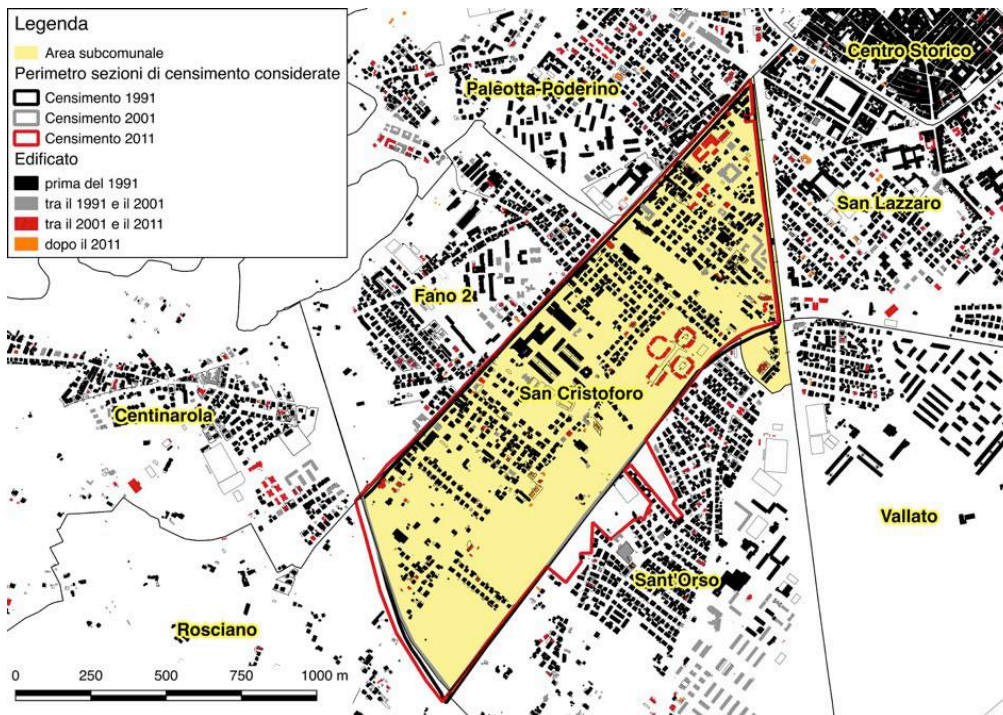 Legenda
Area subcomunale
Perimetro sezioni di censimento considerate
Censimento 1991
Censimento 2001
Censimento 2011
Edificato
prima del 1991
tra il 1991 e il 2001
tra il 2001 e il 2011
dopo il 2011
Centro Storico
Paleotta-Poderino
San Lazzaro
Fano 2
San Cristoforo
Centinarola
Vallato
Sant'Orso
Rosciano
0 250 500 750 1000 m